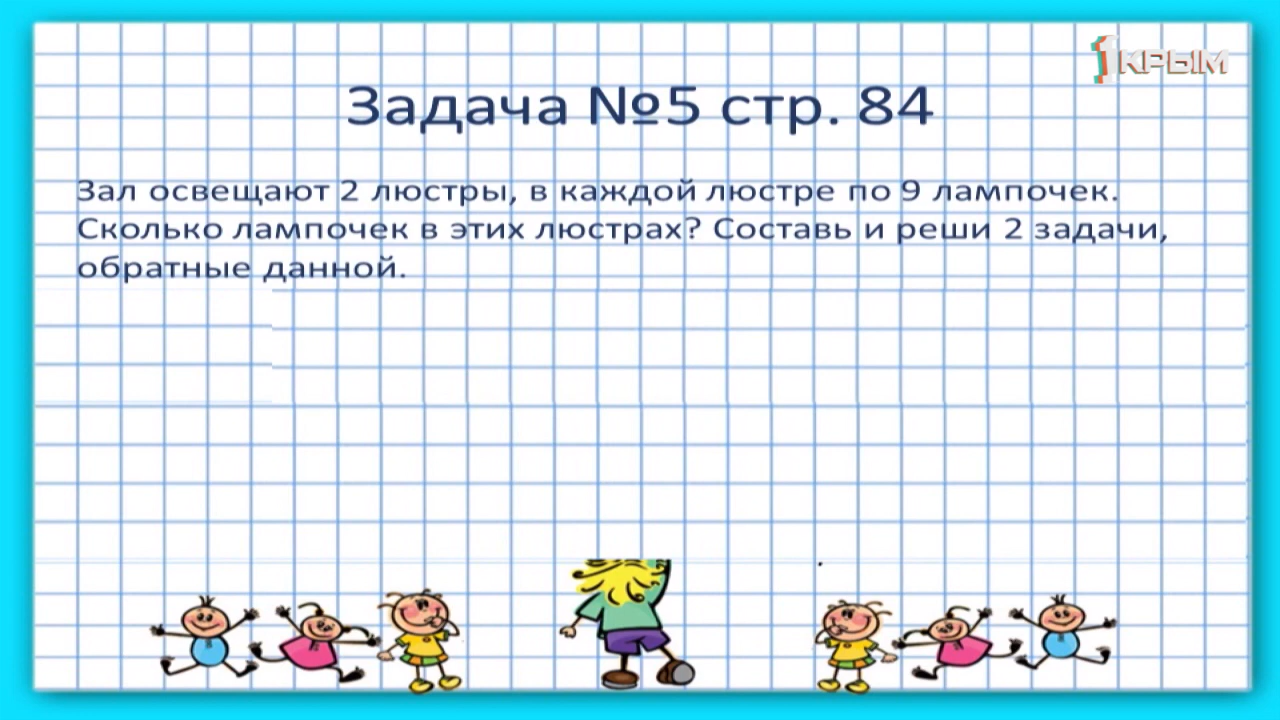 1КРЫМ
Задача №5 стр. 84
Зал освещают 2 люстры, в каждой люстре по 9 лампочек.
Сколько лампочек в этих люстрах? Составь и реши 2 задачи,
обратные данной.